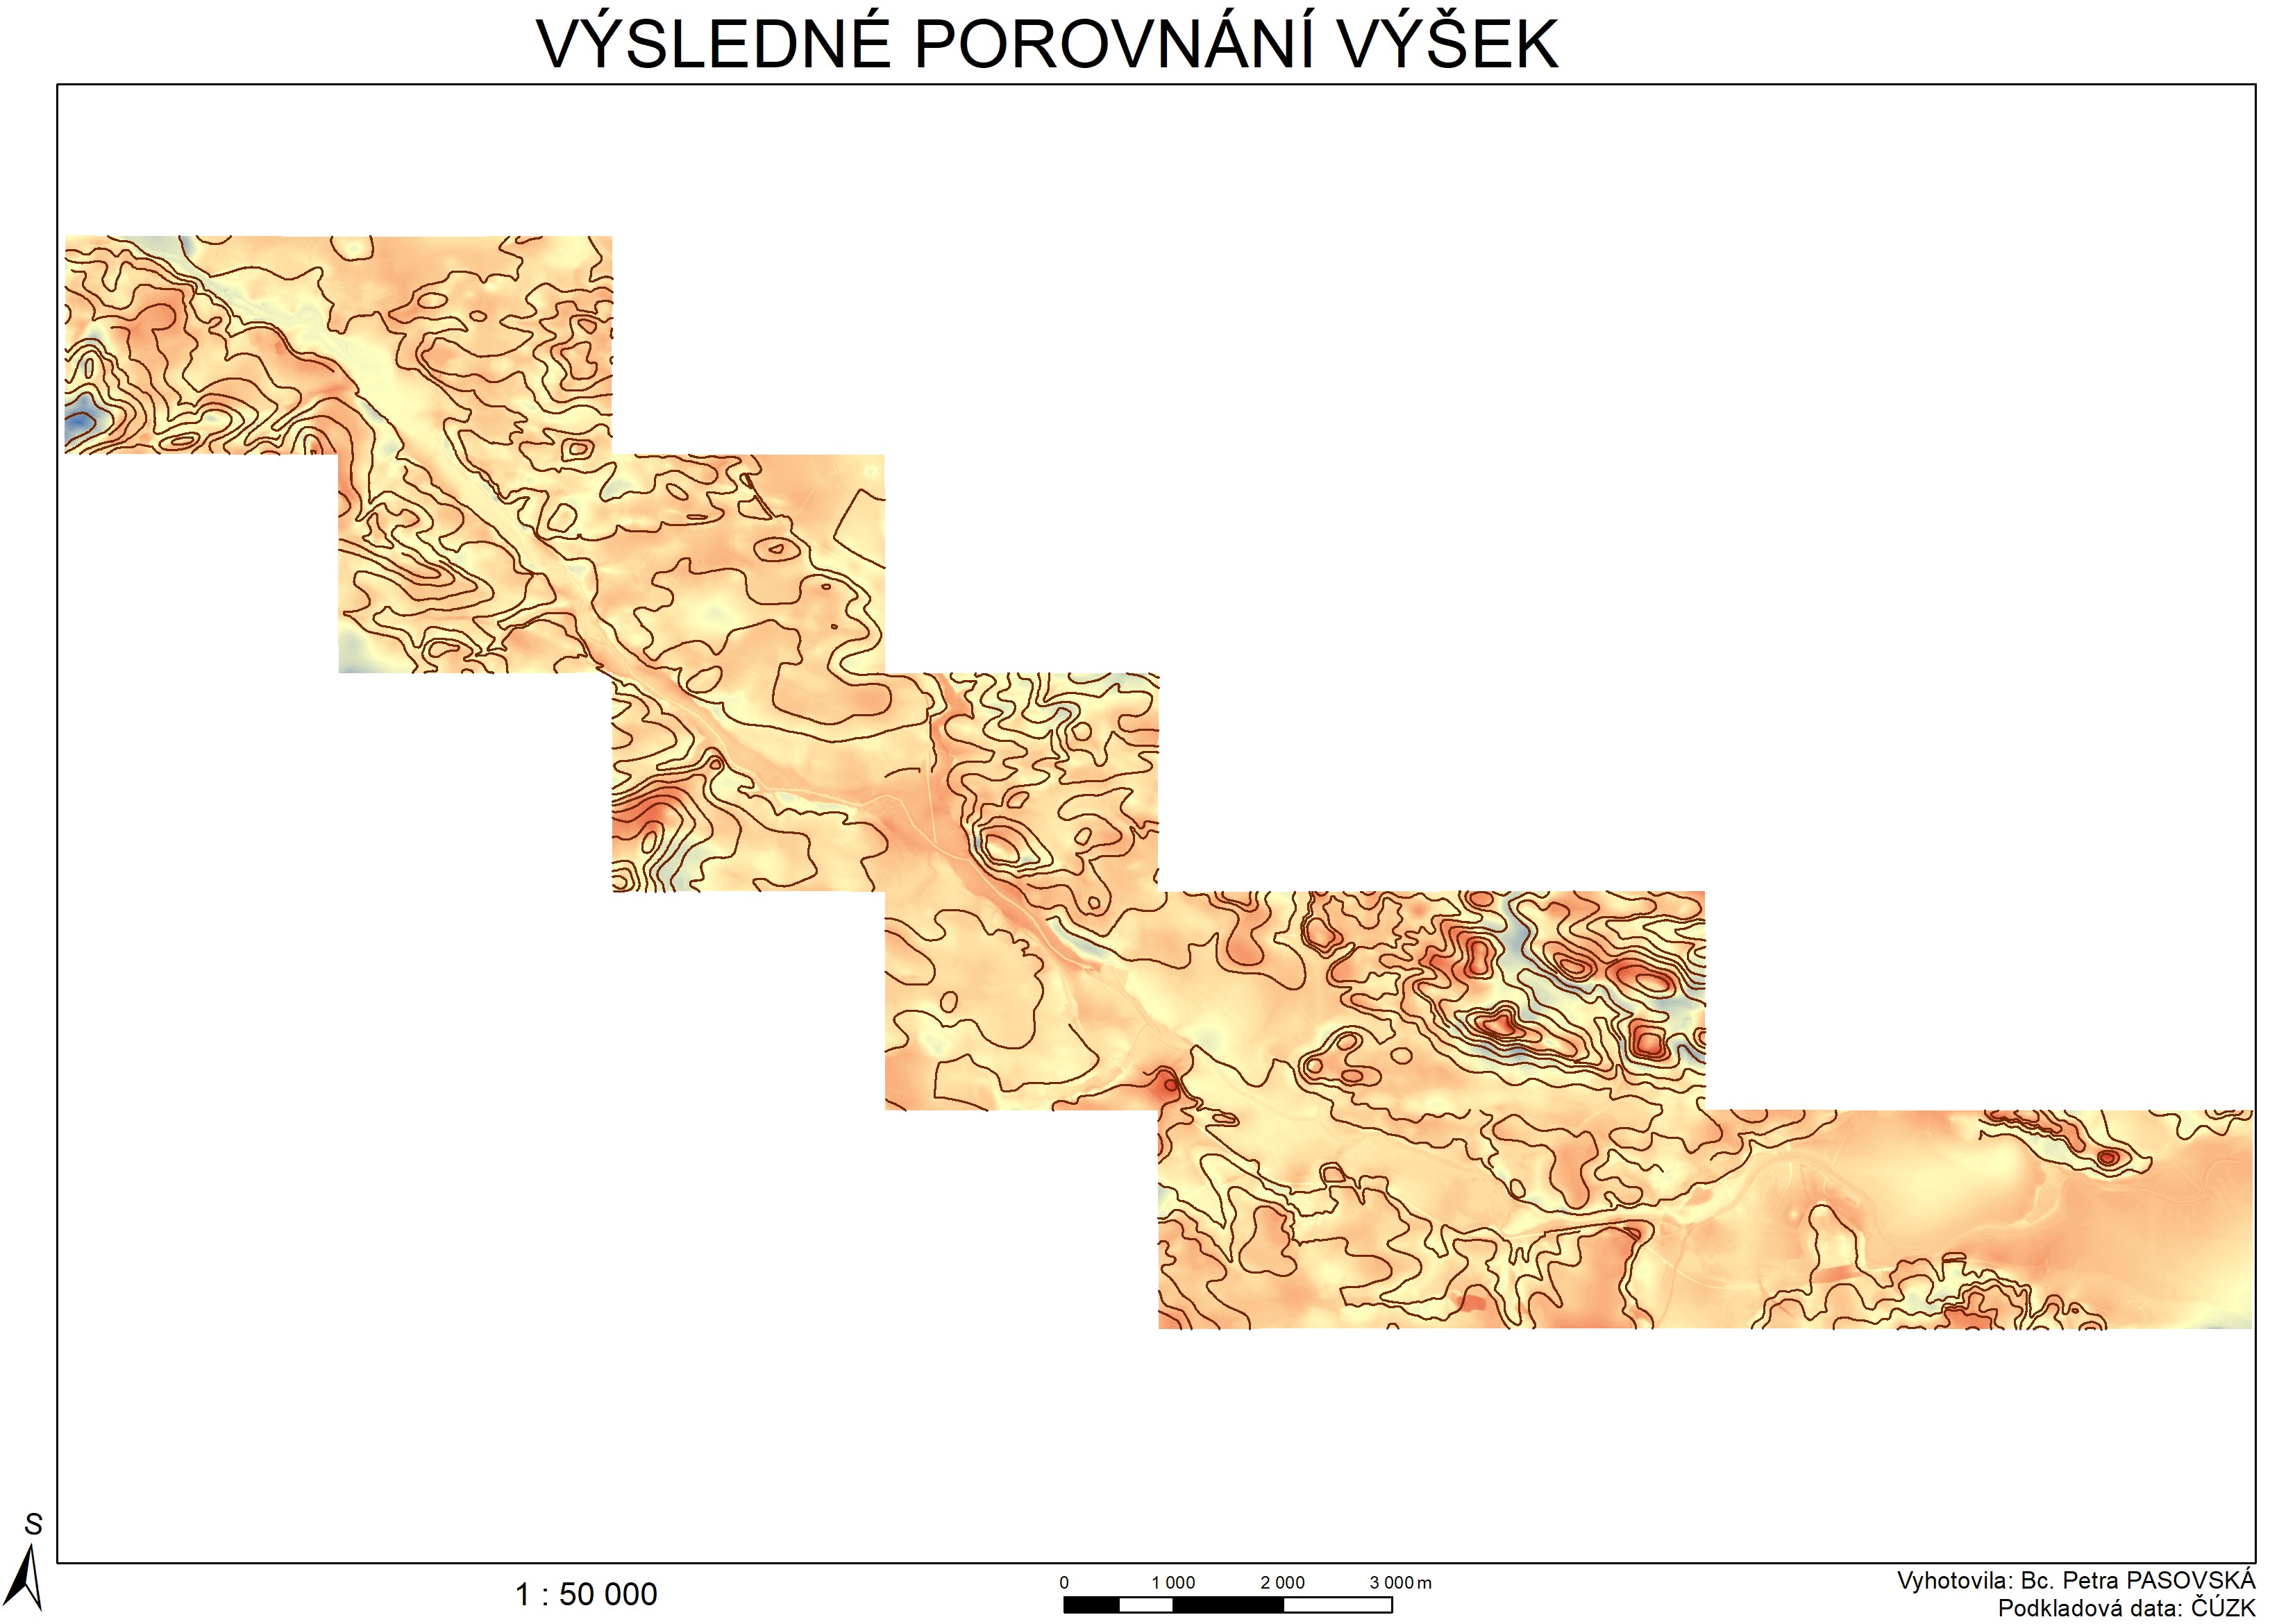 VÝSLEDNÉ POROVNÁNÍ VÝŠEK
S
1 : 50 000
0 1 000 2 000 3 000 m
Vyhotovila: Bc. Petra PASOVSKÁ
Podkladová data: ČÚZK